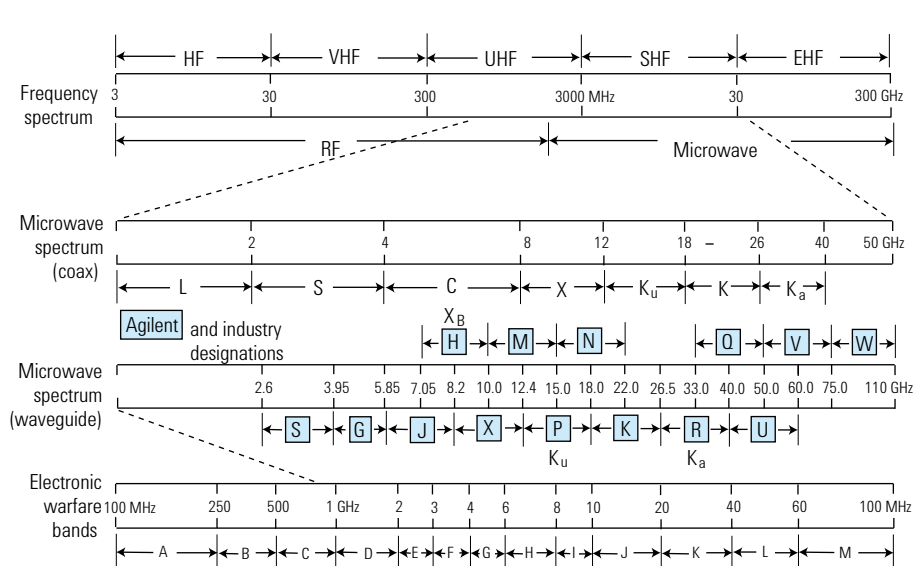 HF VHF UHF SHF EHF
Frequency spectrum
3 30 300 3000 MHz 30 300 GHz
RF Microwave
Microwave spectrum (coax)
2 4 8 12 18 – 26 40 50 GHz
L S C X Ku K Ka
Agilent and industry designations
XB
H M N Q V W
Microwave spectrum (waveguide)
2.6 3.95 5.85 7.05 8.2 10.0 12.4 15.0 18.0 22.0 26.5 33.0 40.0 50.0 60.0 75.0 110 GHz
S G J X P K R U
Ku Ka
Electronic warfare bands
100 MHz 250 500 1 GHz 2 3 4 6 8 10 20 40 60 100 MHz
A B C D E F G H I J K L M